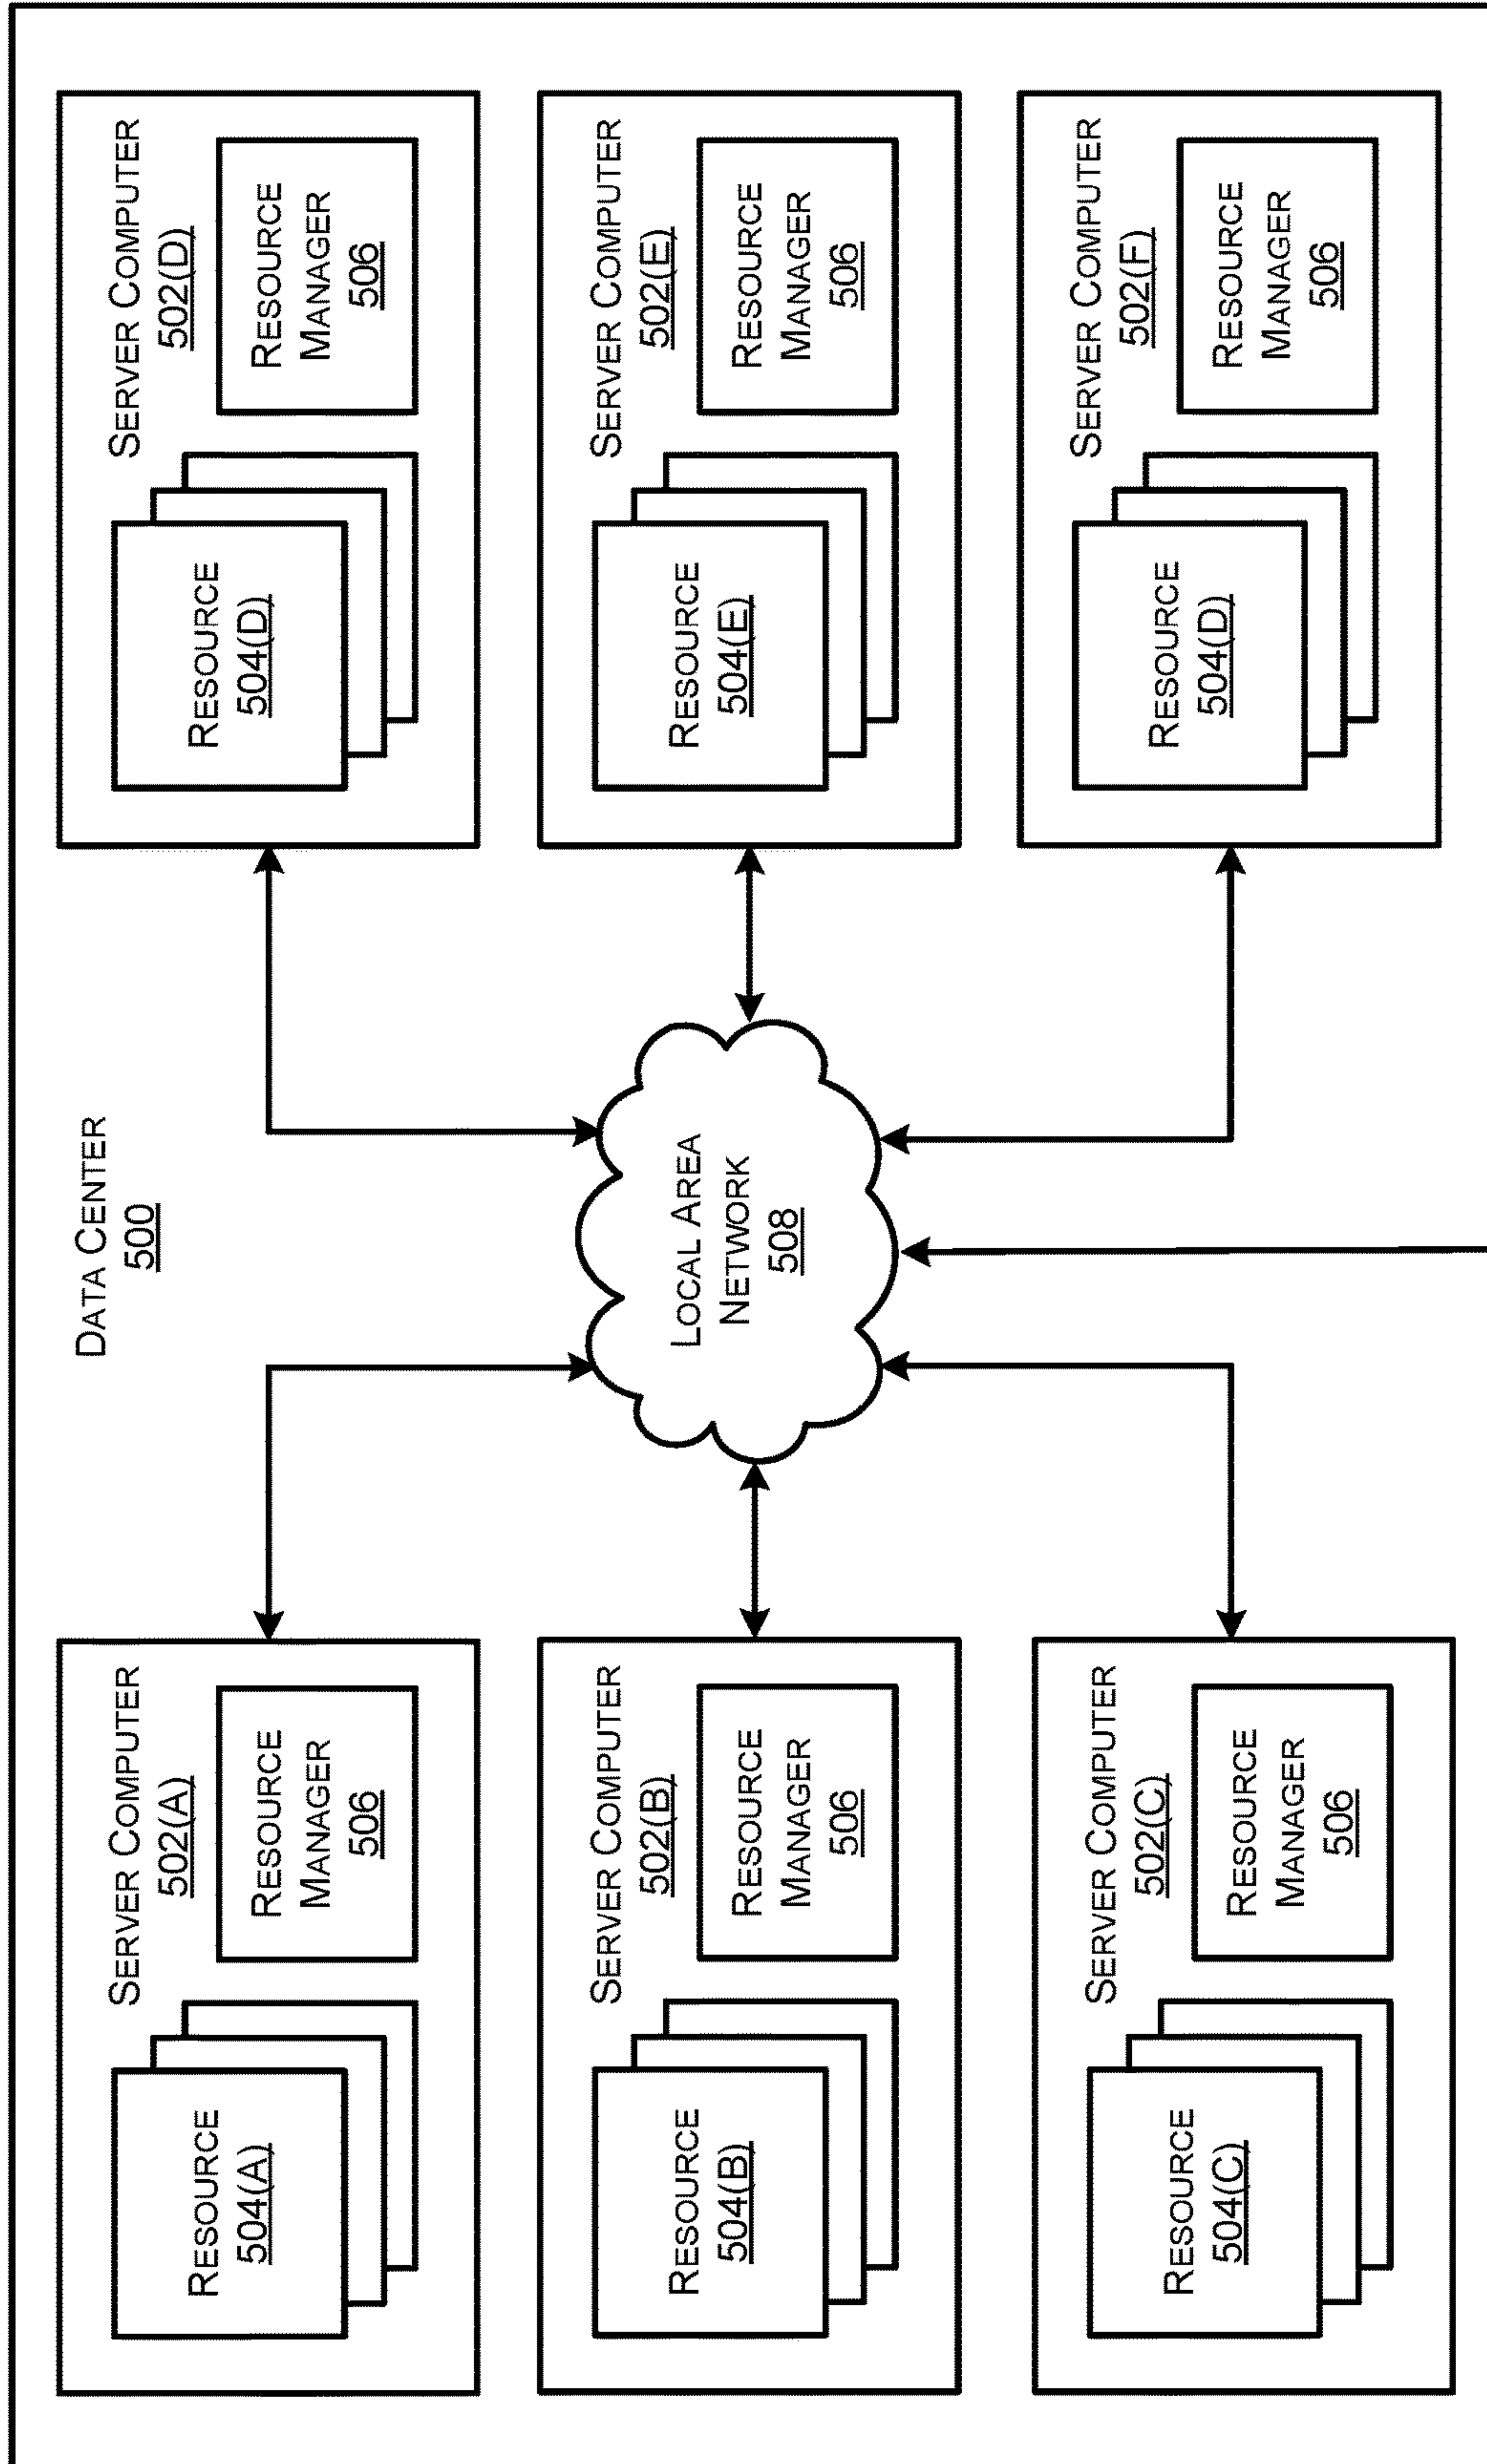 DATA CENTER
500
SERVER COMPUTER
502(A)
RESOURCE
504(A)
RESOURCE
MANAGER
506
SERVER COMPUTER
502(D)
RESOURCE
504(D)
RESOURCE
MANAGER
506
SERVER COMPUTER
502(B)
RESOURCE
504(B)
RESOURCE
MANAGER
506
LOCAL AREA
NETWORK
508
SERVER COMPUTER
502(E)
RESOURCE
504(E)
RESOURCE
MANAGER
506
SERVER COMPUTER
502(C)
RESOURCE
504(C)
RESOURCE
MANAGER
506
SERVER COMPUTER
502(F)
RESOURCE
504(D)
RESOURCE
MANAGER
506